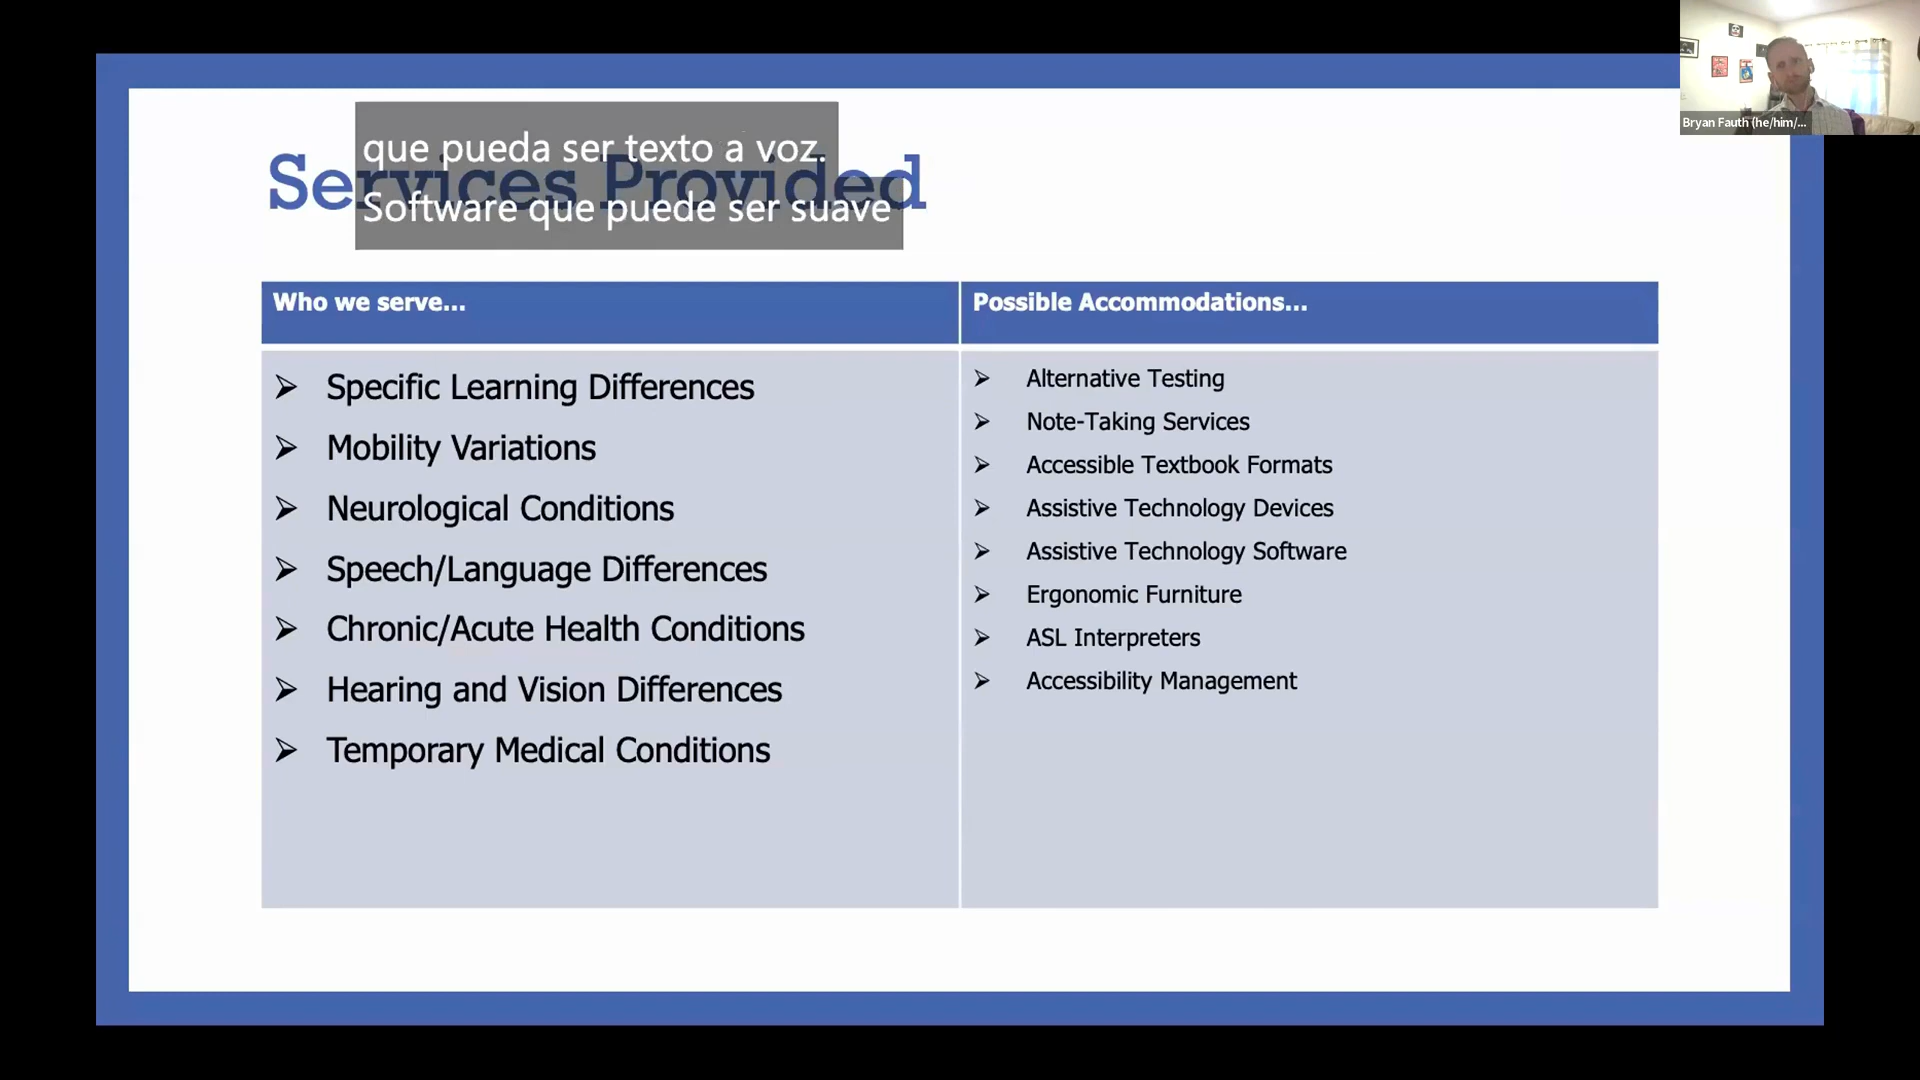 que pueda ser texto a voz.
Software que puede ser suave
Services Provided
Who we serve...
Specific Learning Differences
Mobility Variations
Neurological Conditions
Speech/Language Differences
Chronic/Acute Health Conditions
Hearing and Vision Differences
Temporary Medical Conditions
Possible Accommodations...
Alternative Testing
Note-Taking Services
Accessible Textbook Formats
Assistive Technology Devices
Assistive Technology Software
Ergonomic Furniture
ASL Interpreters
Accessibility Management
Bryan Fauth (he/him/...